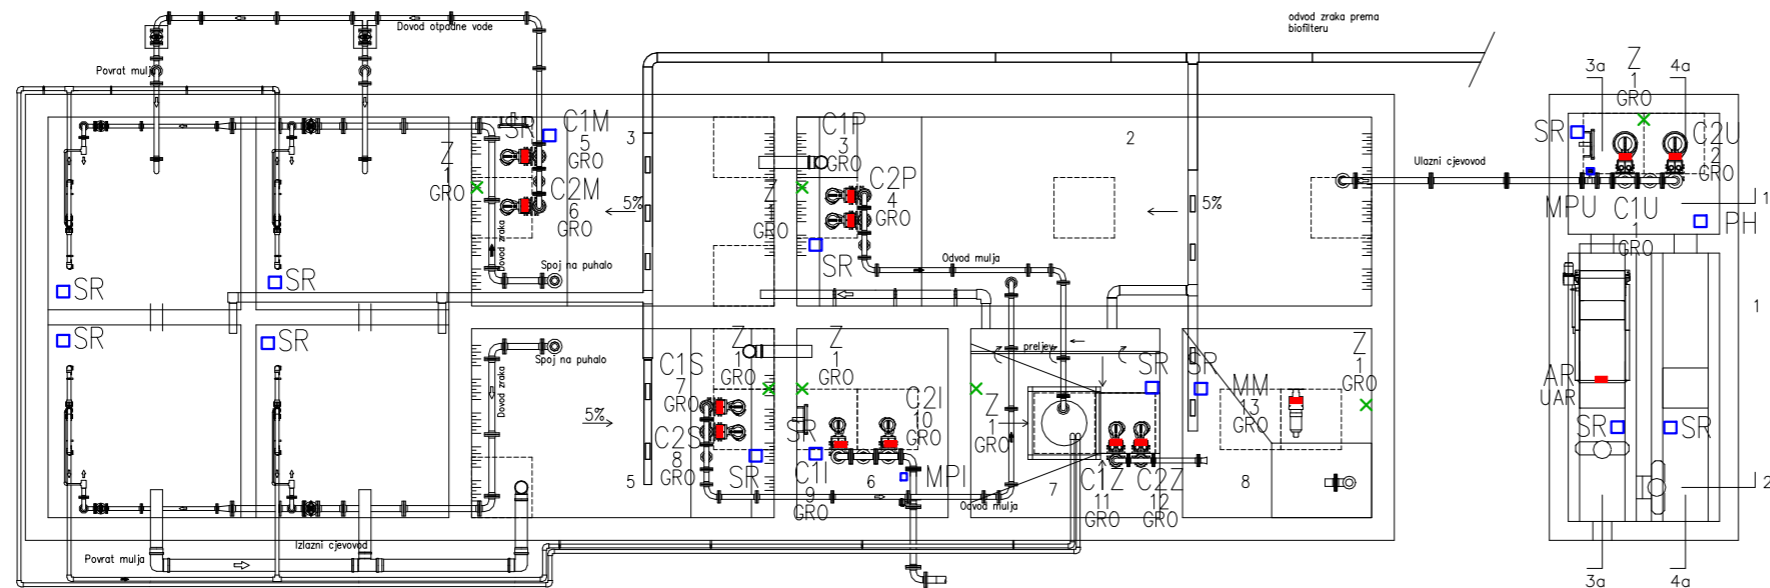 odvod zraka prema
biofilteru
Dovod otpadne vode
Povrat mulja
3a
Z
1
GRO
4a
SR
C1M
5
GRO
3
C1P
3
GRO
2
SR
C2U
2
GRO
Z
1
GRO
C2M
6
GRO
5%
Z
1
GRO
C2P
4
GRO
5%
Ulazni cjevovod
MPU
C1U
1
GRO
1
PH
Dovod zraka
Spoj na puhalo
SR
Odvod mulja
SR
SR
1
SR
SR
Spoj na puhalo
Dovod zraka
C1S
7
GRO
Z
1
GRO
Z
1
GRO
preljev
SR
SR
Z
1
GRO
AR
UAR
5%
C2I
10
GRO
Z
1
GRO
MM
13
GRO
C2S
8
GRO
SR
SR
SR
SR
5
C1I
9
GRO
6
MPI
Odvod mulja
7
C1Z
11
GRO
C2Z
12
GRO
8
2
Izlazni cjevovod
Povrat mulja
3a
4a